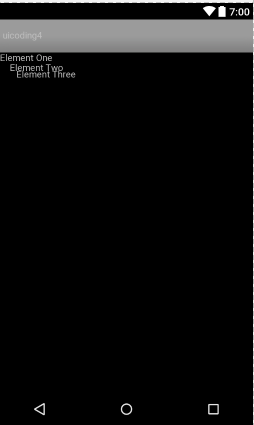 7:00
uicoding4
Element One
Element Two
Element Three